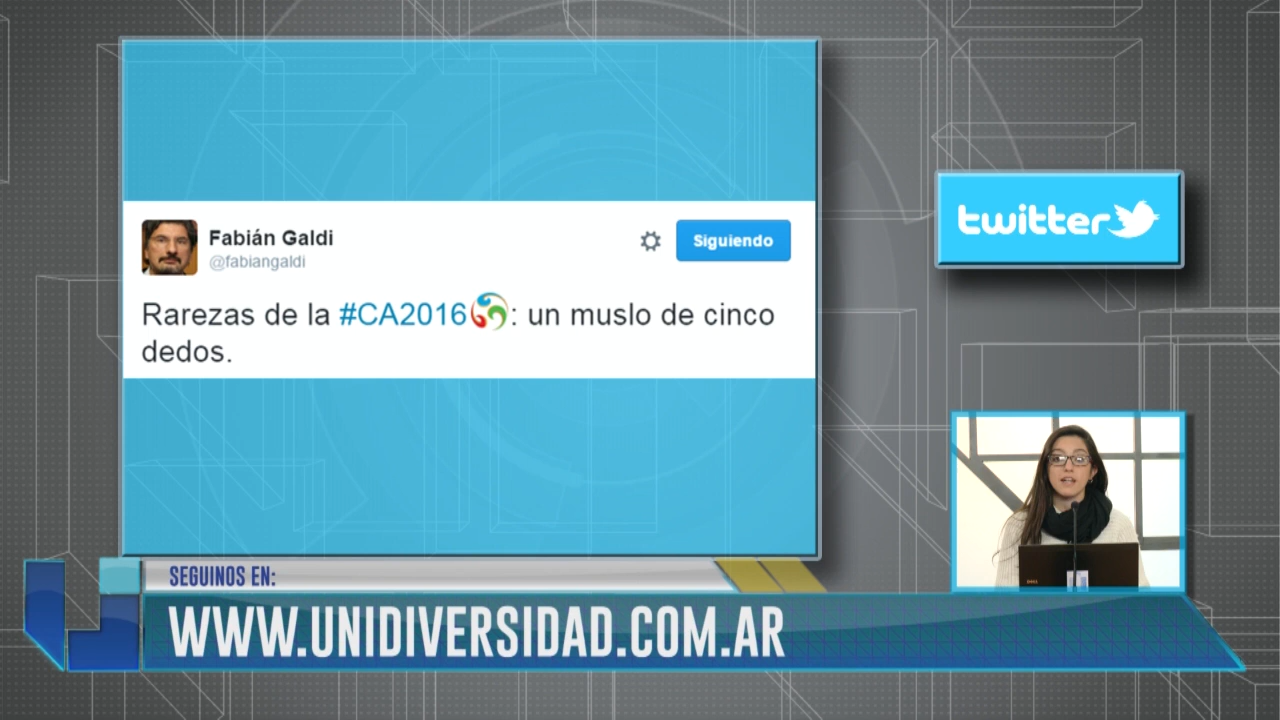 Fabián Galdi
@fabiangaldi
Siguiendo
Rarezas de la #CA2016: un muslo de cinco
dedos.
twitter
DELL
SEGUINOS EN:
WWW.UNIDIVERSIDAD.COM.AR